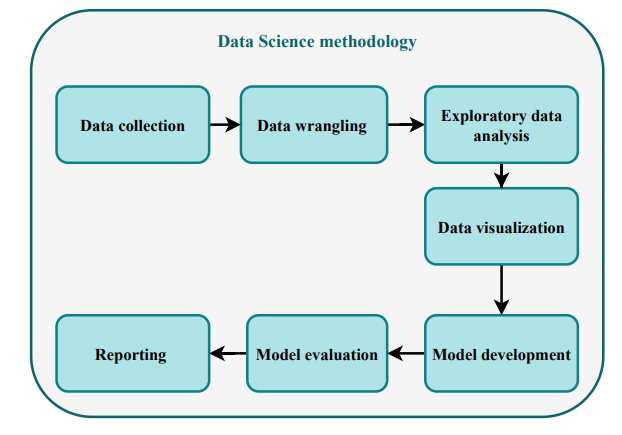 Data Science methodology
Data collection
Data wrangling
Exploratory data
analysis
Data visualization
Model development
Model evaluation
Reporting